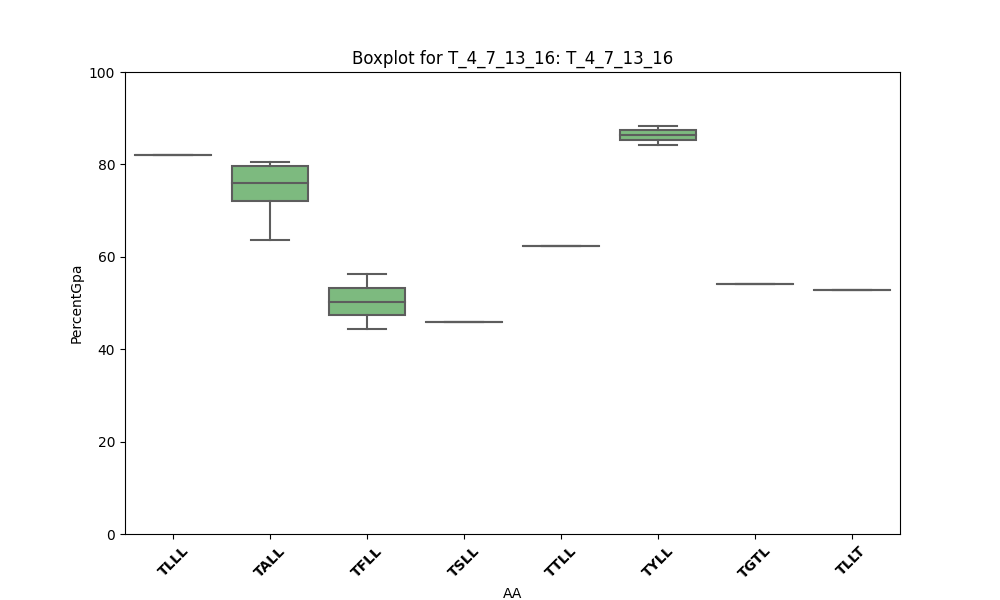 Boxplot for T_4_7_13_16: T_4_7_13_16
100
80
60
40
20
0
PercentGpa
TLLL TALL TFLL TSLL TTLL TYLL TGTL TLLT
AA